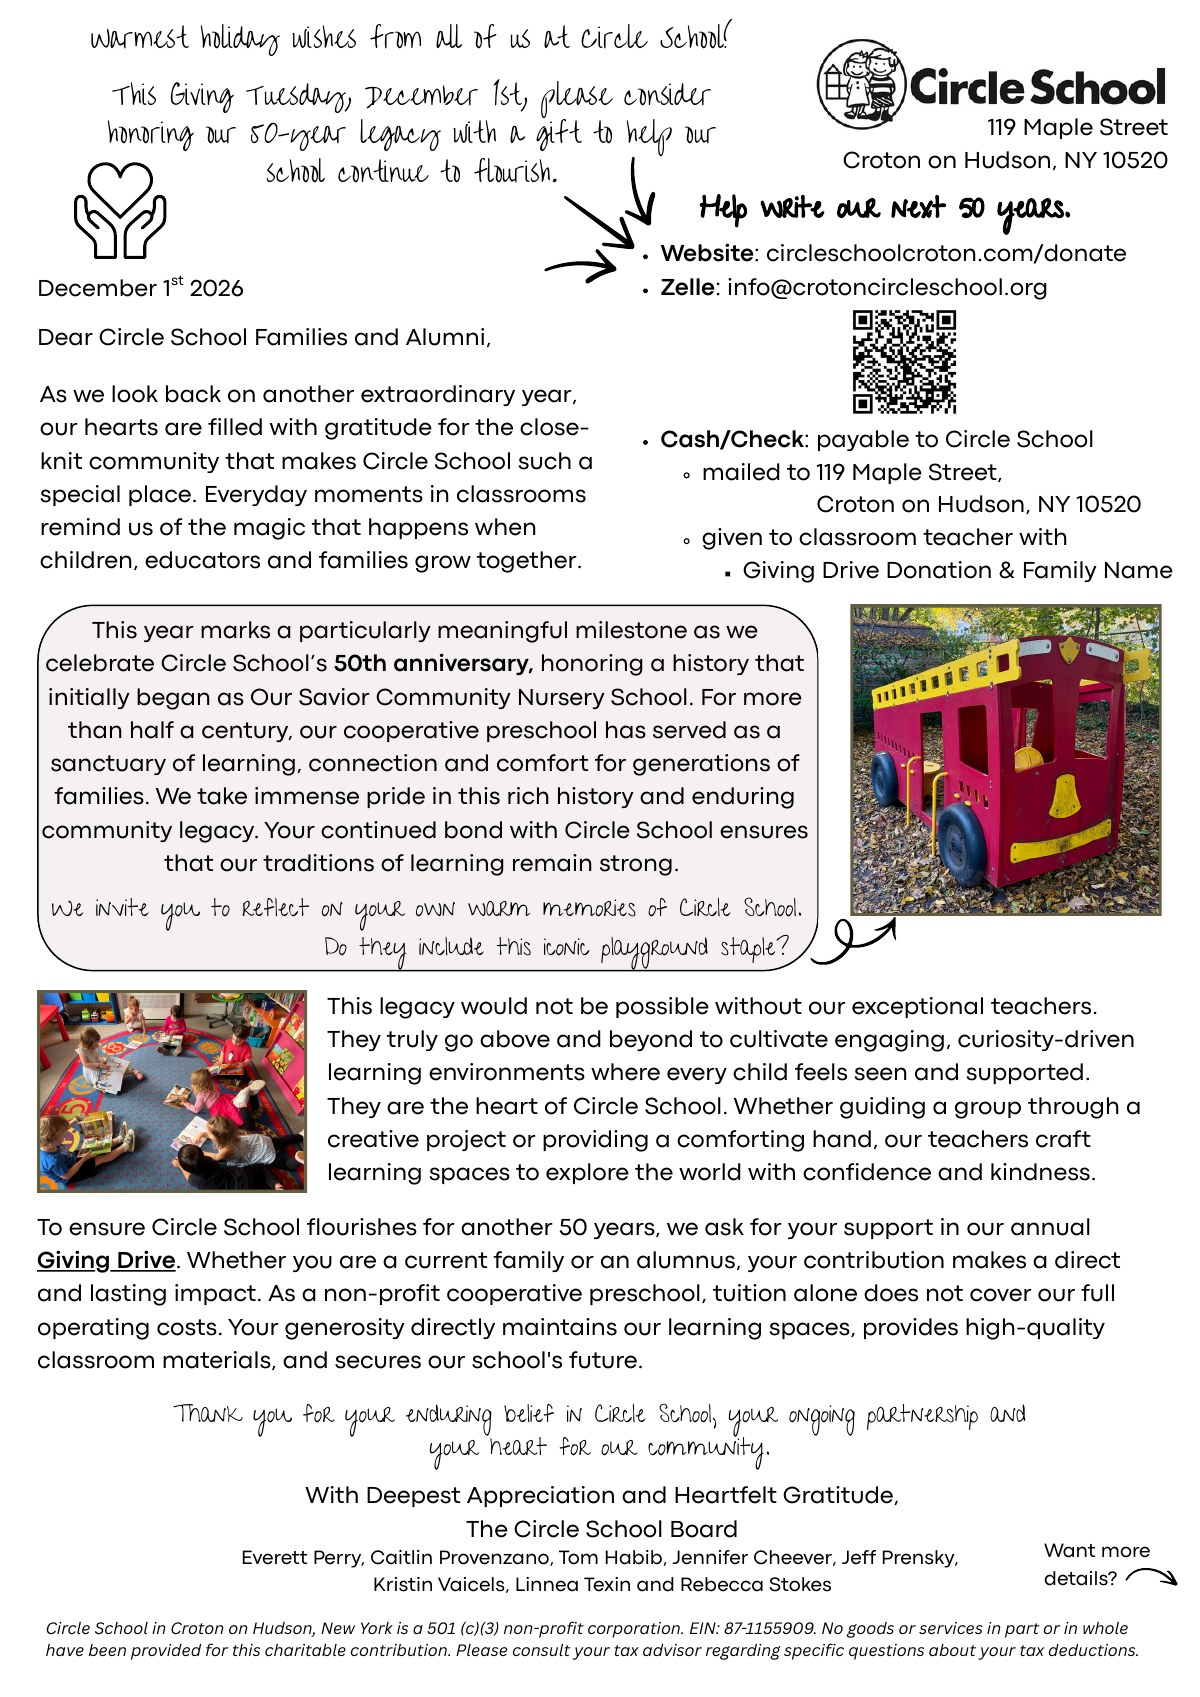 Warmest holiday wishes from all of us at Circle School!
This Giving Tuesday, December 1st, please consider
honoring our 50-year legacy with a gift to help our
school continue to flourish.
Circle School
119 Maple Street
Croton on Hudson, NY 10520
Help write our next 50 years.
• Website: circleschoolcroton.com/donate
• Zelle: info@crotoncircleschool.org
• Cash/Check: payable to Circle School
◦ mailed to 119 Maple Street,
Croton on Hudson, NY 10520
◦ given to classroom teacher with
▪ Giving Drive Donation & Family Name
December 1st 2026
Dear Circle School Families and Alumni,
As we look back on another extraordinary year,
our hearts are filled with gratitude for the close-
knit community that makes Circle School such a
special place. Everyday moments in classrooms
remind us of the magic that happens when
children, educators and families grow together.
This year marks a particularly meaningful milestone as we
celebrate Circle School’s 50th anniversary, honoring a history that
initially began as Our Savior Community Nursery School. For more
than half a century, our cooperative preschool has served as a
sanctuary of learning, connection and comfort for generations of
families. We take immense pride in this rich history and enduring
community legacy. Your continued bond with Circle School ensures
that our traditions of learning remain strong.
We invite you to reflect on your own warm memories of Circle School.
Do they include this iconic playground staple?
This legacy would not be possible without our exceptional teachers.
They truly go above and beyond to cultivate engaging, curiosity-driven
learning environments where every child feels seen and supported.
They are the heart of Circle School. Whether guiding a group through a
creative project or providing a comforting hand, our teachers craft
learning spaces to explore the world with confidence and kindness.
To ensure Circle School flourishes for another 50 years, we ask for your support in our annual
Giving Drive. Whether you are a current family or an alumnus, your contribution makes a direct
and lasting impact. As a non-profit cooperative preschool, tuition alone does not cover our full
operating costs. Your generosity directly maintains our learning spaces, provides high-quality
classroom materials, and secures our school's future.
Thank you for your enduring belief in Circle School, your ongoing partnership and
your heart for our community.
With Deepest Appreciation and Heartfelt Gratitude,
The Circle School Board
Everett Perry, Caitlin Provenzano, Tom Habib, Jennifer Cheever, Jeff Prensky,
Kristin Vaicels, Linnea Texin and Rebecca Stokes
Want more
details?
Circle School in Croton on Hudson, New York is a 501 (c)(3) non-profit corporation. EIN: 87-1155909. No goods or services in part or in whole
have been provided for this charitable contribution. Please consult your tax advisor regarding specific questions about your tax deductions.